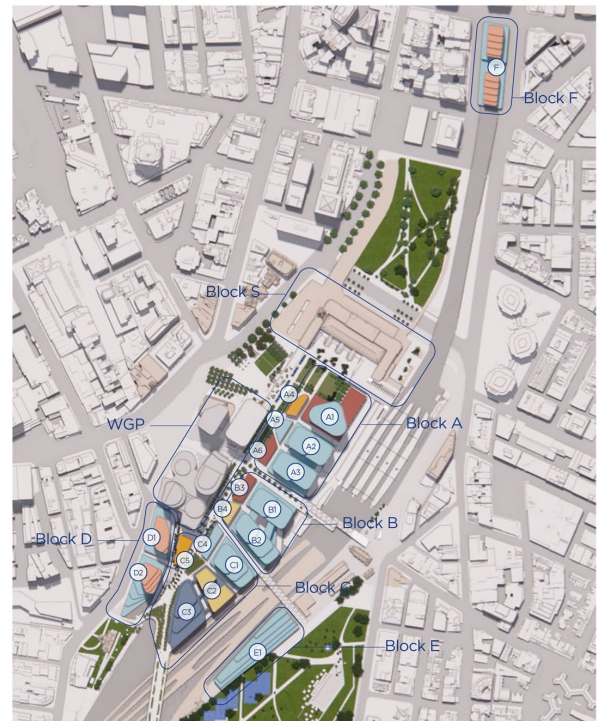 F
Block F
Block S
A4
WGP
A5
A1
Block A
A2
A6
A3
B3
B4
B1
Block B
Block D
D1
C4
B2
C5
C1
D2
Block C
C2
C3
Block E
E1